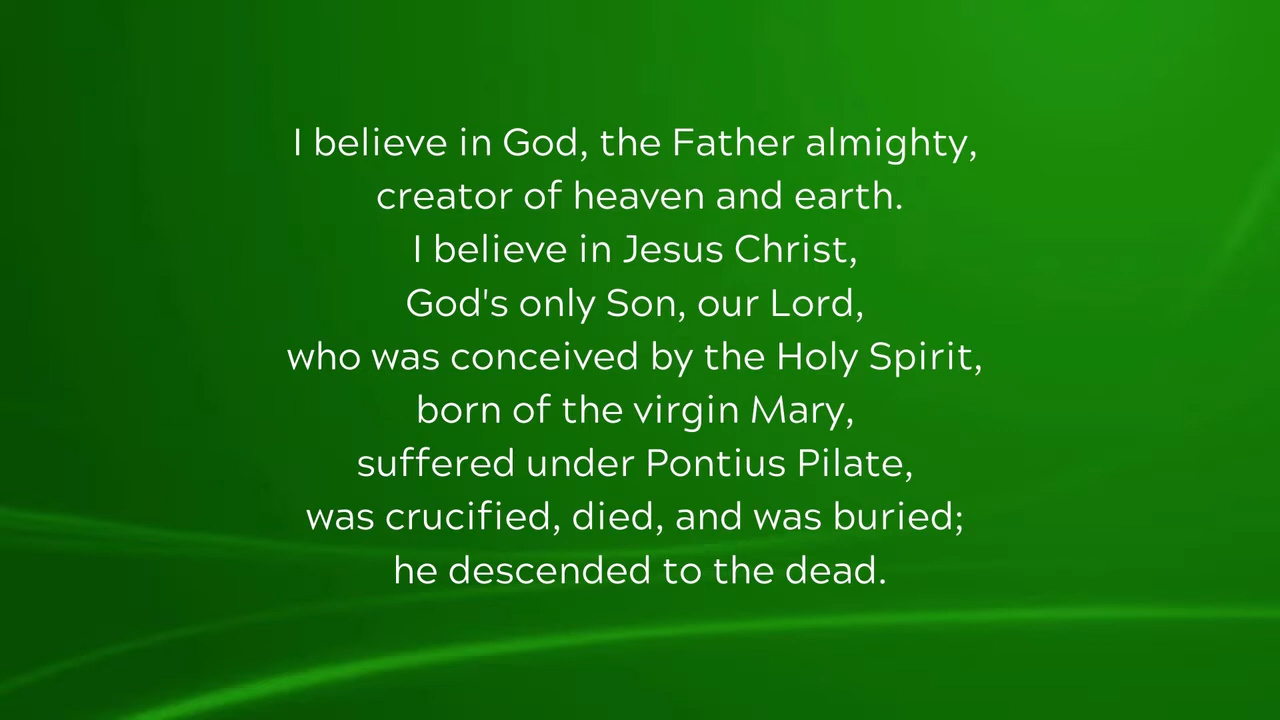 I believe in God, the Father almighty,
creator of heaven and earth.
I believe in Jesus Christ,
God's only Son, our Lord,
who was conceived by the Holy Spirit,
born of the virgin Mary,
suffered under Pontius Pilate,
was crucified, died, and was buried;
he descended to the dead.